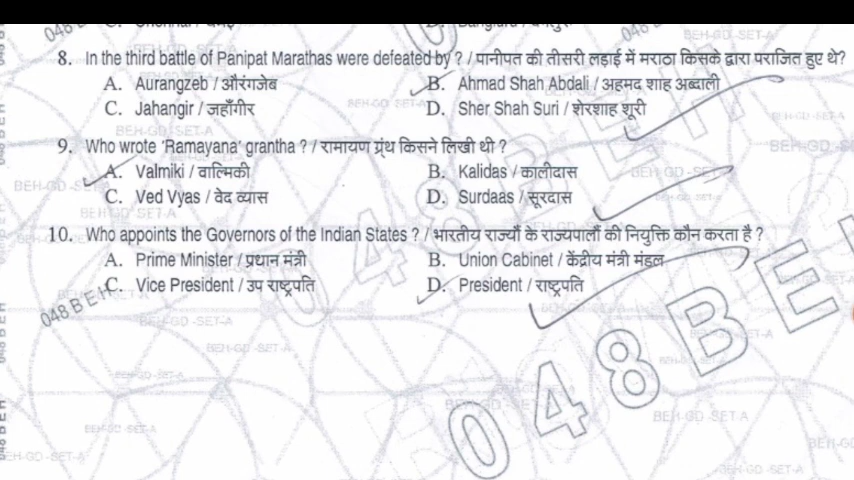 8. In the third battle of Panipat Marathas were defeated by ? / पानीपत की तीसरी लड़ाई में मराठा किसके द्वारा पराजित हुए थे?
A. Aurangzeb / औरंगजेब B. Ahmad Shah Abdali / अहमद शाह अब्दाली
C. Jahangir / जहाँगीर D. Sher Shah Suri / शेरशाह शूरी
9. Who wrote 'Ramayana' grantha ? / रामायण ग्रंथ किसने लिखी थी ?
A. Valmiki / वाल्मिकी B. Kalidas / कालीदास
C. Ved Vyas / वेद व्यास D. Surdaas / सूरदास
10. Who appoints the Governors of the Indian States ? / भारतीय राज्यों के राज्यपालों की नियुक्ति कौन करता है ?
A. Prime Minister / प्रधान मंत्री B. Union Cabinet / केंद्रीय मंत्री मंडल
C. Vice President / उप राष्ट्रपति D. President / राष्ट्रपति
048 B E H
048BEH
BEH-GD -SET-A